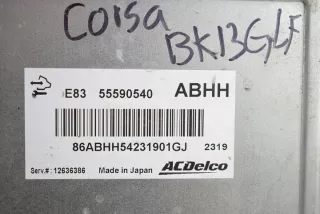 Corsa
BK13GLF
E83 55590540 ABHH
86ABHH54231901GJ 2319
Serv.#: 12636386 Made in Japan ACDelco